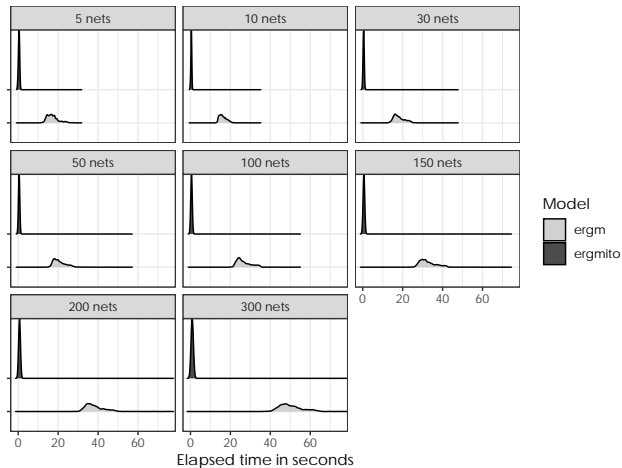 5 nets
10 nets
30 nets
50 nets
100 nets
150 nets
Model
ergm
ergmito
0 20 40 60
200 nets
300 nets
0 20 40 60
0 20 40 60
Elapsed time in seconds